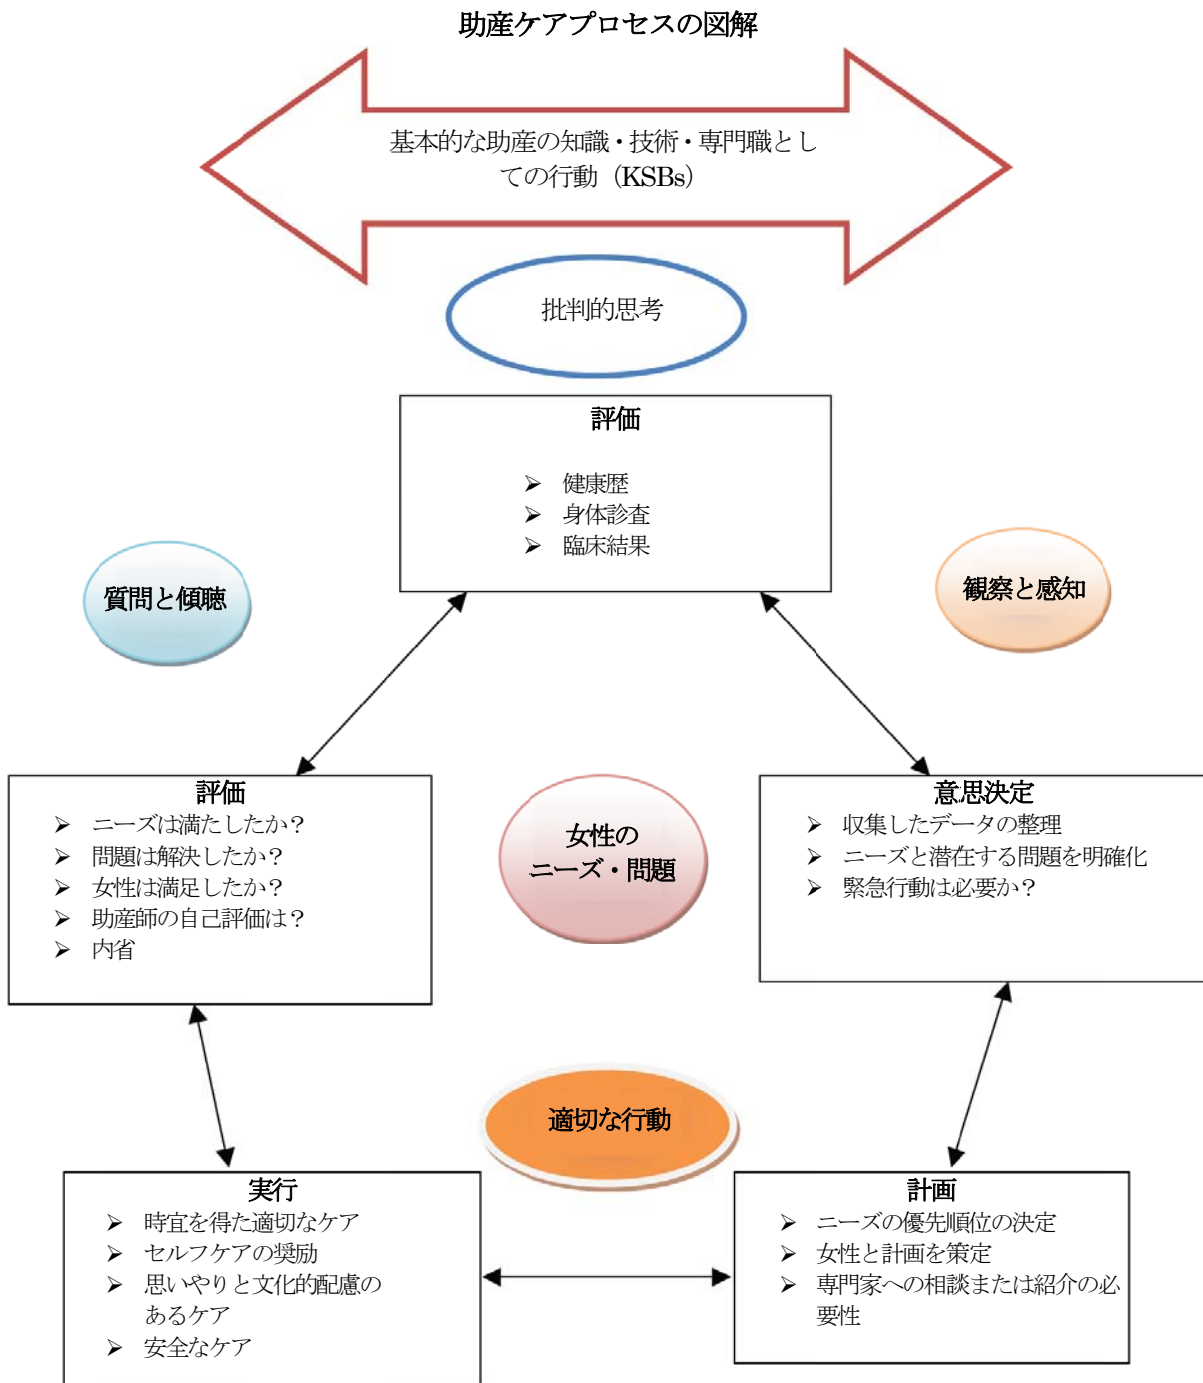 助産ケアプロセスの図解
基本的な助産の知識・技術・専門職とし
ての行動（KSBs）
批判的思考
評価
➢ 健康歴
➢ 身体診査
➢ 臨床結果
質問と傾聴
観察と感知
評価
➢ ニーズは満たしたか？
➢ 問題は解決したか？
➢ 女性は満足したか？
➢ 助産師の自己評価は？
➢ 内省
女性の
ニーズ・問題
意思決定
➢ 収集したデータの整理
➢ ニーズと潜在する問題を明確化
➢ 緊急行動は必要か？
適切な行動
実行
➢ 時宜を得た適切なケア
➢ セルフケアの奨励
➢ 思いやりと文化的配慮の
あるケア
➢ 安全なケア
計画
➢ ニーズの優先順位の決定
➢ 女性と計画を策定
➢ 専門家への相談または紹介の必
要性